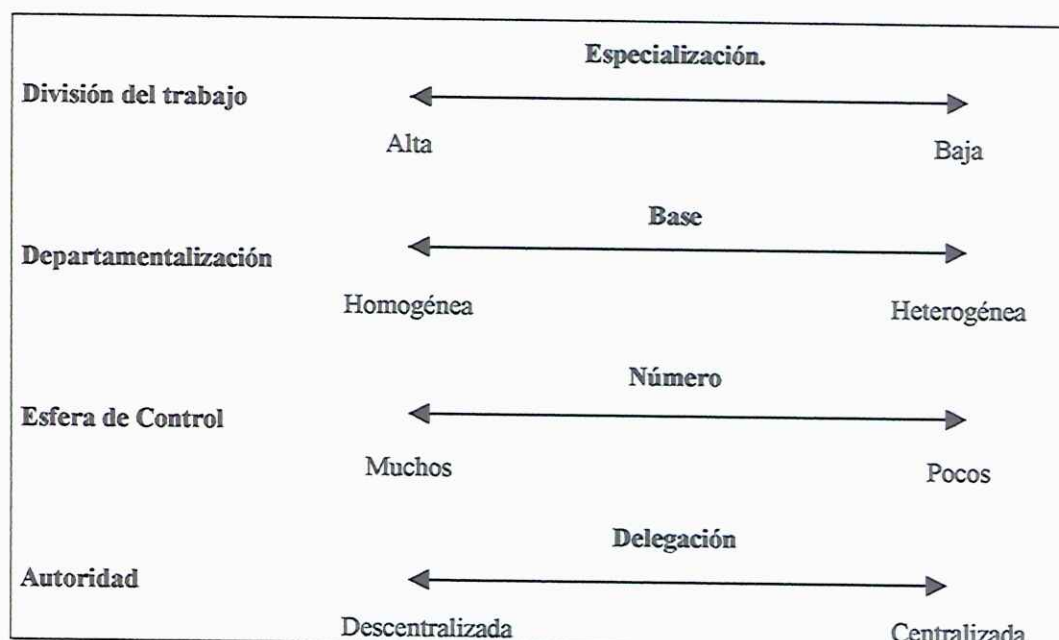 Especialización.
División del trabajo
Alta Baja
Base
Departamentalización
Homogénea Heterogénea
Número
Esfera de Control
Muchos Pocos
Delegación
Autoridad
Descentralizada Centralizada